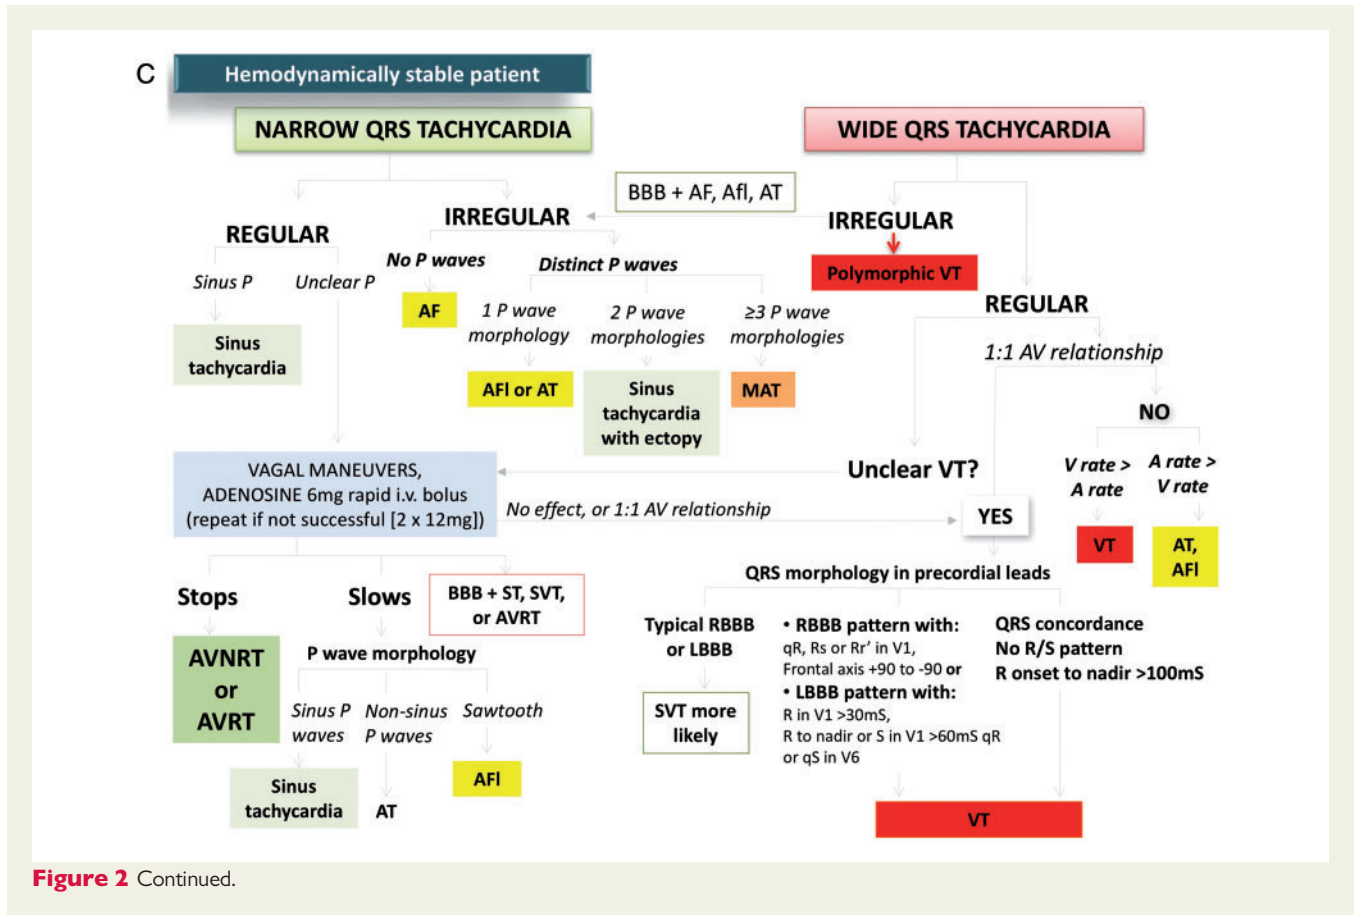 C
Hemodynamically stable patient
NARROW QRS TACHYCARDIA
WIDE QRS TACHYCARDIA
BBB + AF, Afl, AT
REGULAR
IRREGULAR
IRREGULAR
Polymorphic VT
Sinus P
Unclear P
No P waves
Distinct P waves
Sinus
tachycardia
AF
1 P wave
morphology
2 P wave
morphologies
≥3 P wave
morphologies
AFl or AT
Sinus
tachycardia
with ectopy
MAT
REGULAR
1:1 AV relationship
NO
V rate >
A rate
A rate >
V rate
VT
AT,
AFl
Unclear VT?
YES
VAGAL MANEUVERS,
ADENOSINE 6mg rapid i.v. bolus
(repeat if not successful [2 x 12mg])
No effect, or 1:1 AV relationship
Stops
Slows
BBB + ST, SVT,
or AVRT
AVNRT
or
AVRT
P wave morphology
Sinus P
waves
Non-sinus
P waves
Sawtooth
Sinus
tachycardia
AT
AFl
QRS morphology in precordial leads
Typical RBBB
or LBBB
SVT more
likely
• RBBB pattern with:
qR, Rs or Rr' in V1,
Frontal axis +90 to -90 or
• LBBB pattern with:
R in V1 >30mS,
R to nadir or S in V1 >60mS qR
or qS in V6
QRS concordance
No R/S pattern
R onset to nadir >100mS
VT
Figure 2 Continued.